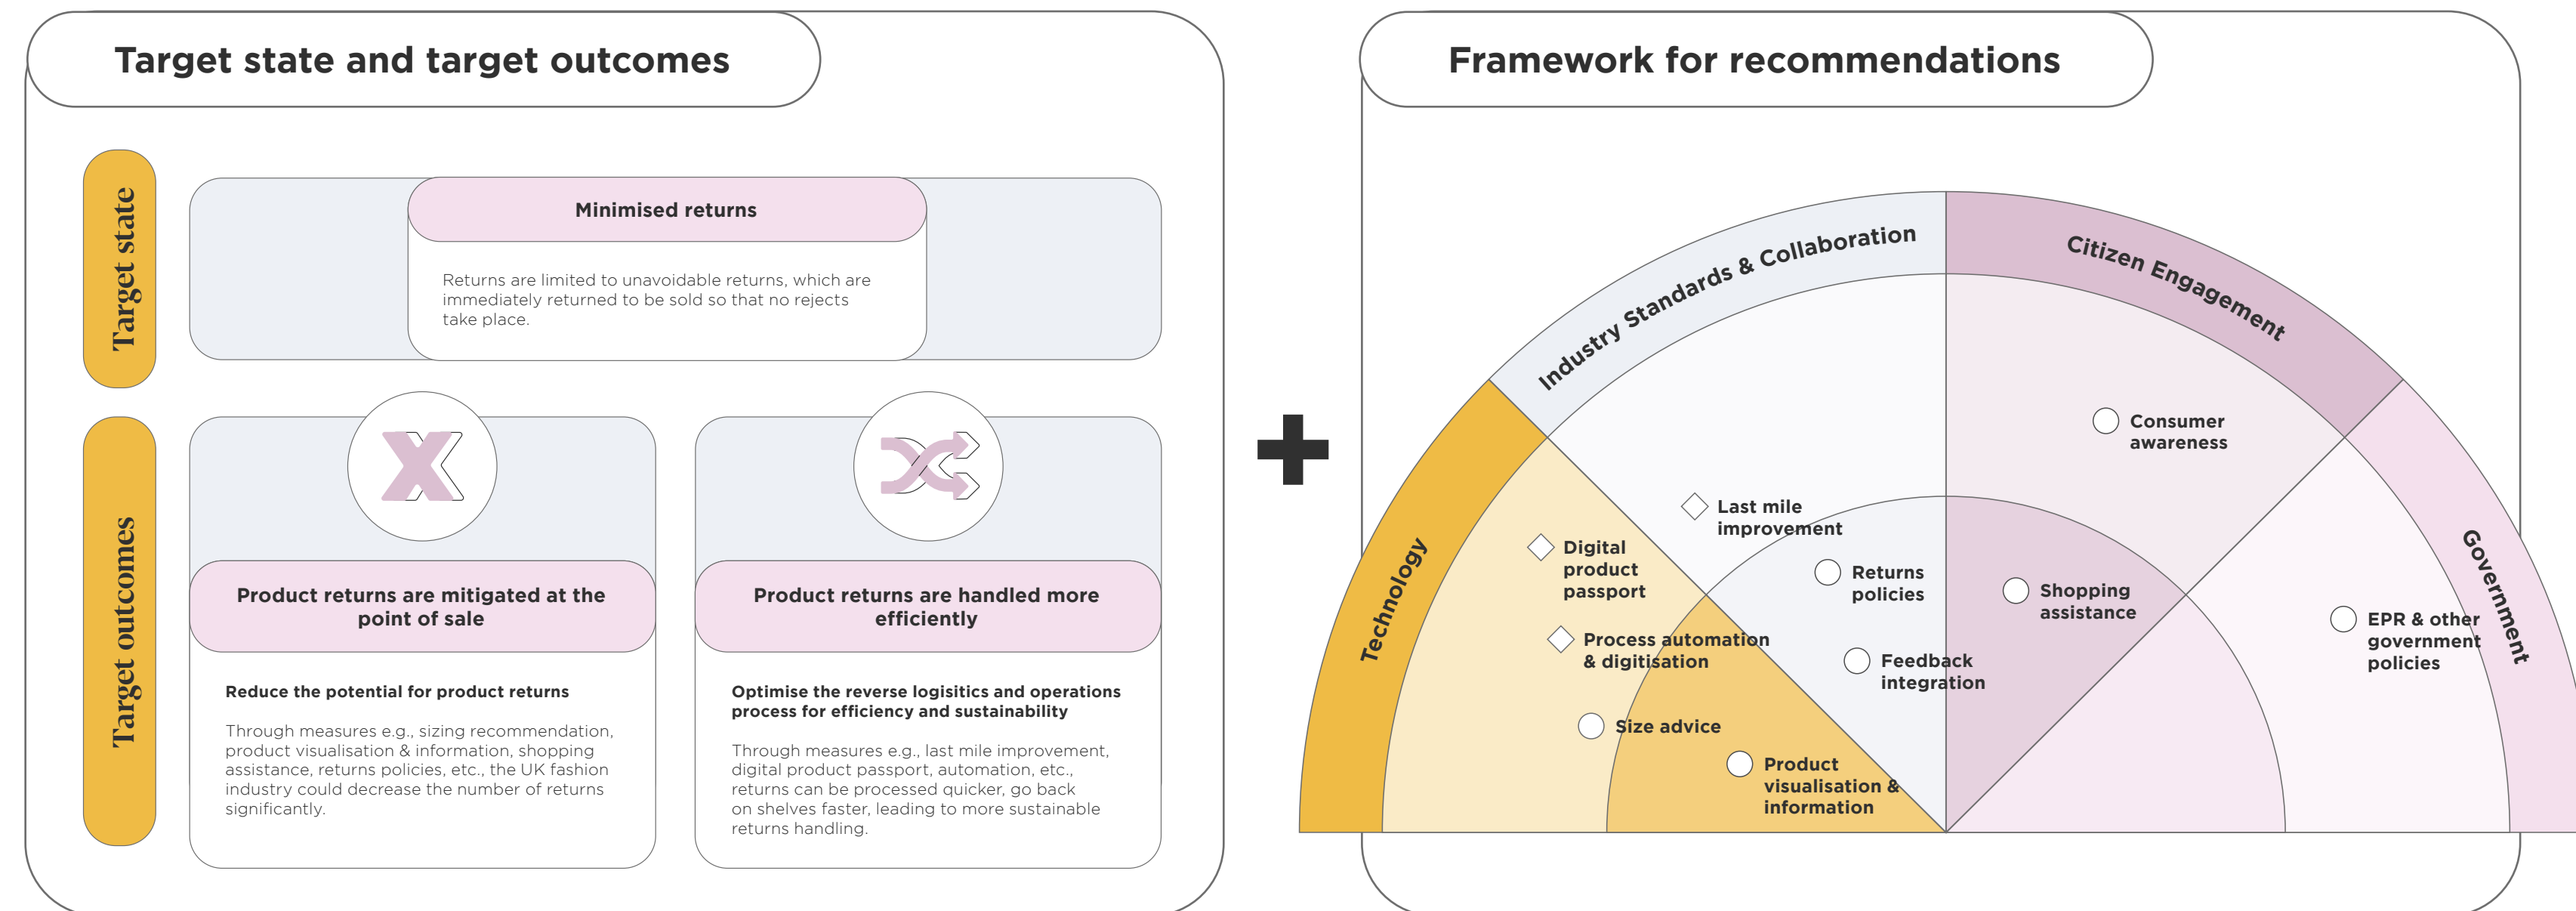 Target state and target outcomes
Target state
Minimised returns
Returns are limited to unavoidable returns, which are
immediately returned to be sold so that no rejects
take place.
Target outcomes
Product returns are mitigated at the
point of sale
Reduce the potential for product returns
Through measures e.g., sizing recommendation,
product visualisation & information, shopping
assistance, returns policies, etc., the UK fashion
industry could decrease the number of returns
significantly.
Product returns are handled more
efficiently
Optimise the reverse logisitics and operations
process for efficiency and sustainability
Through measures e.g., last mile improvement,
digital product passport, automation, etc.,
returns can be processed quicker, go back
on shelves faster, leading to more sustainable
returns handling.
Framework for recommendations
Technology
Digital
product
passport
Process automation
& digitisation
Size advice
Product
visualisation &
information
Industry Standards & Collaboration
Last mile
improvement
Returns
policies
Feedback
integration
Citizen Engagement
Consumer
awareness
Shopping
assistance
Government
EPR & other
government
policies